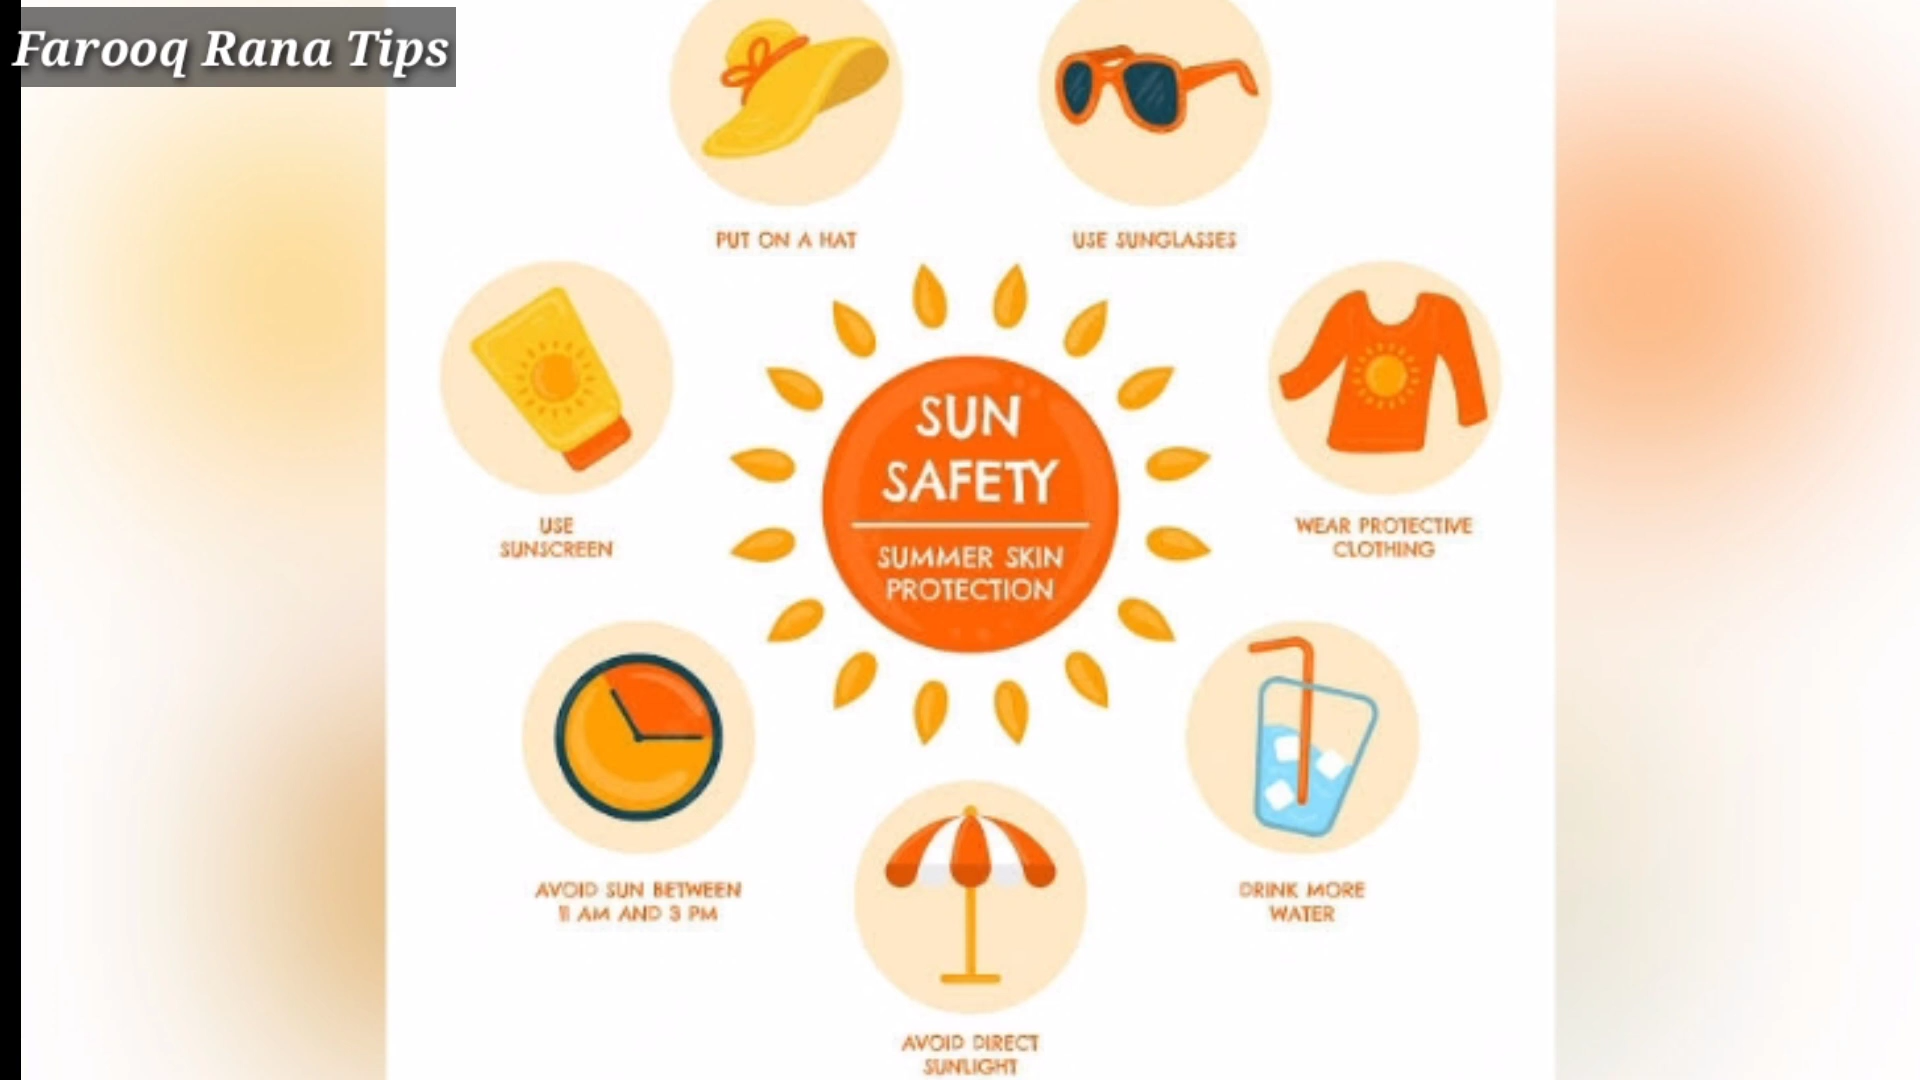 Farooq Rana Tips
PUT ON A HAT
USE SUNGLASSES
USE
SUNSCREEN
SUN
SAFETY
SUMMER SKIN
PROTECTION
WEAR PROTECTIVE
CLOTHING
AVOID SUN BETWEEN
11 AM AND 3 PM
DRINK MORE
WATER
AVOID DIRECT
SUNLIGHT